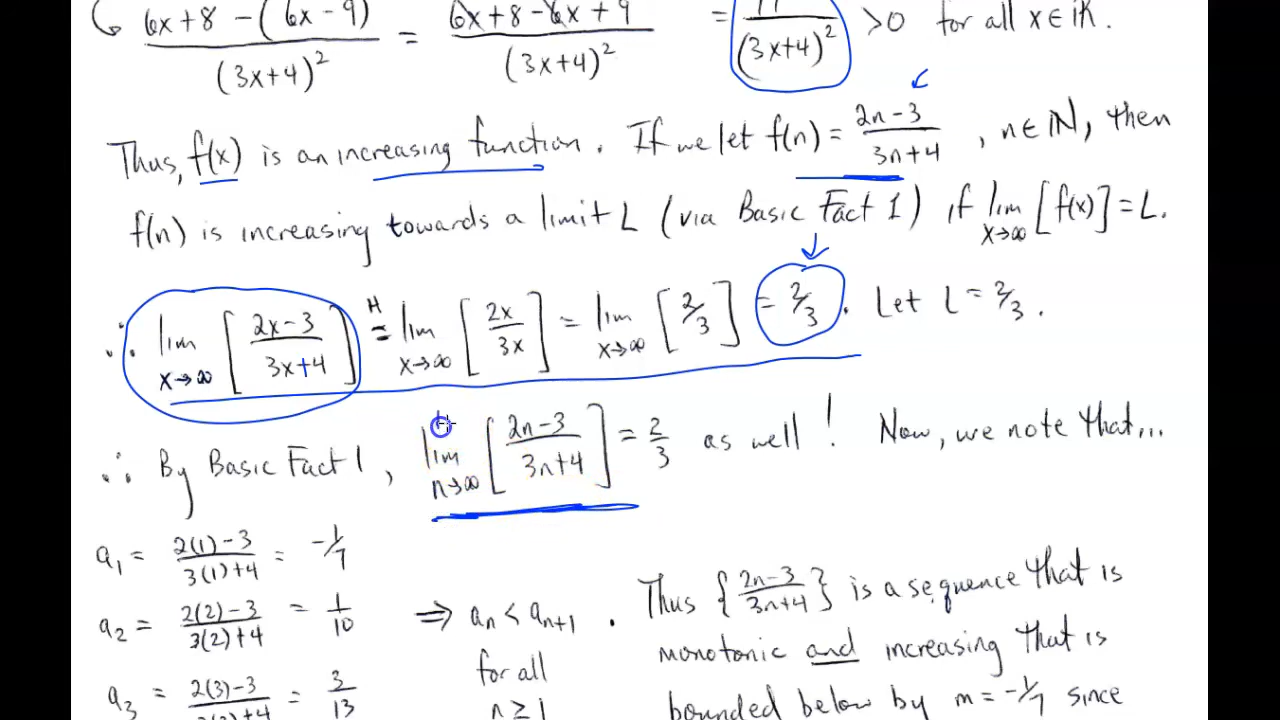 6x+8-(6x-9) / (3x+4)² = 6x+8-6x+9 / (3x+4)² = 17 / (3x+4)² >0 for all x∈ℝ.
Thus, f(x) is an increasing function. If we let f(n) = 2n-3 / 3n+4, n∈ℕ, then
f(n) is increasing towards a limit L (via Basic Fact 1) if lim x→∞ [f(x)] = L.
∴ lim x→∞ [2x-3 / 3x+4] H= lim x→∞ [2x / 3x] = lim x→∞ [2/3] = 2/3. Let L = 2/3.
∴ By Basic Fact 1, lim n→∞ [2n-3 / 3n+4] = 2/3 as well! Now, we note that...
a₁ = 2(1)-3 / 3(1)+4 = -1/7
a₂ = 2(2)-3 / 3(2)+4 = 1/10
a₃ = 2(3)-3 / 3(3)+4 = 3/13
⇒ aₙ < aₙ₊₁.
for all
n ≥ 1
Thus {2n-3 / 3n+4} is a sequence that is
monotonic and increasing that is
bounded below by m = -1/7 since